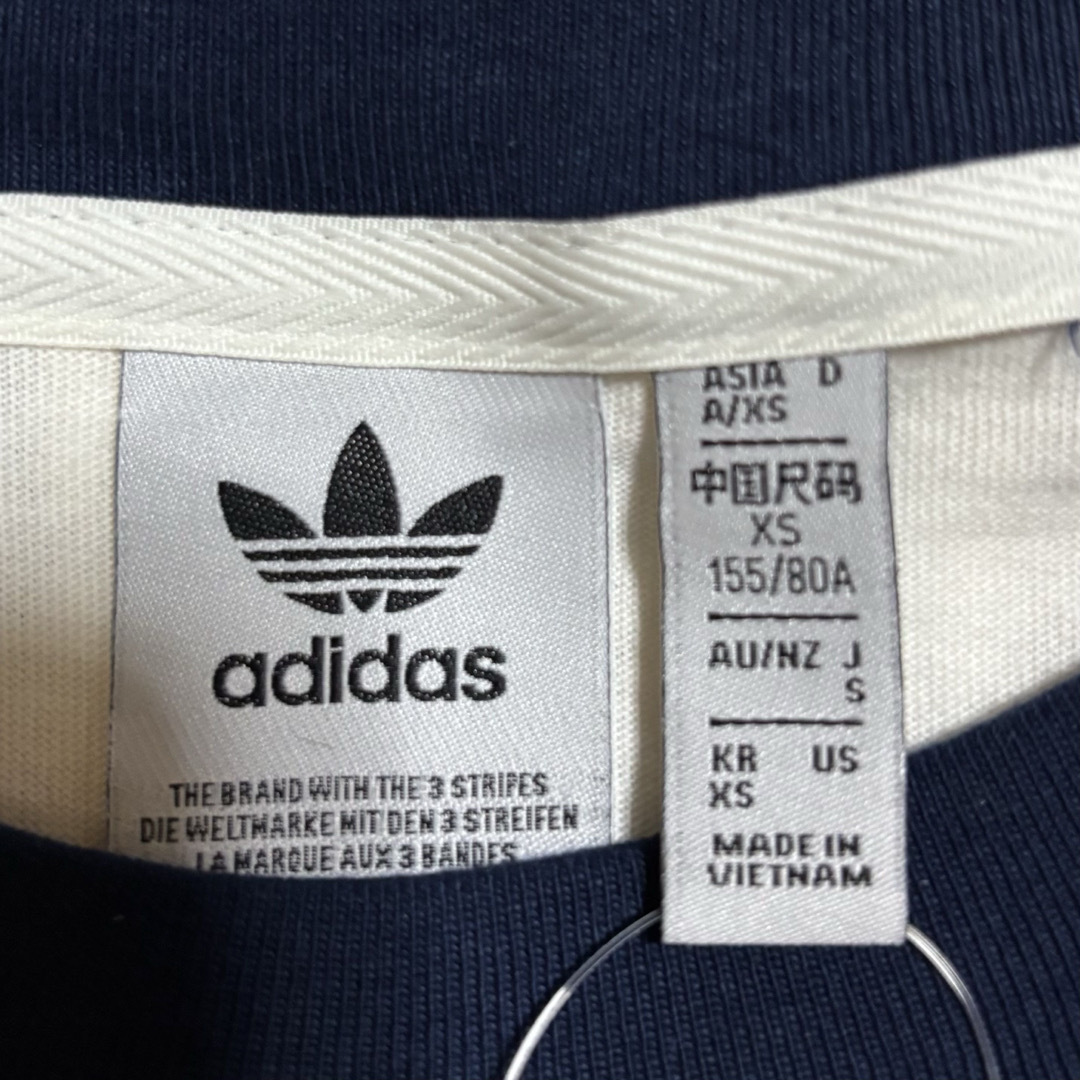 adidas
THE BRAND WITH THE 3 STRIPES
DIE WELTMARKE MIT DEN 3 STREIFEN
LA MARQUE AUX 3 BANDES
ASIA D
A/XS
中国尺码
XS
155/80A
AU/NZ J
S
KR US
XS
MADE IN
VIETNAM